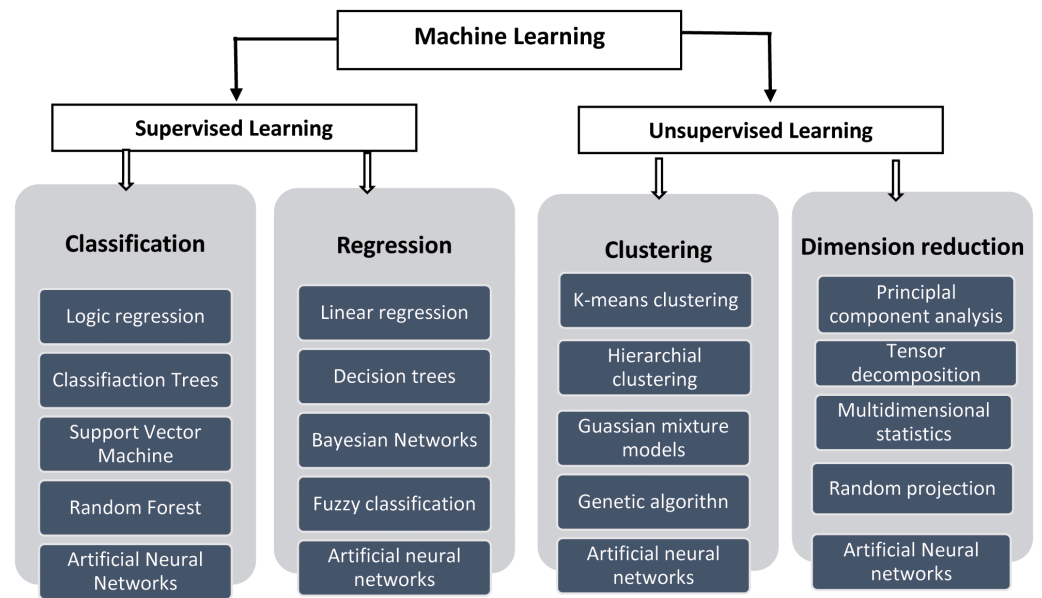 Machine Learning
Supervised Learning
Unsupervised Learning
Classification
Logic regression
Classifiaction Trees
Support Vector
Machine
Random Forest
Artificial Neural
Networks
Regression
Linear regression
Decision trees
Bayesian Networks
Fuzzy classification
Artificial neural
networks
Clustering
K-means clustering
Hierarchial
clustering
Guassian mixture
models
Genetic algorithn
Artificial neural
networks
Dimension reduction
Principlal
component analysis
Tensor
decomposition
Multidimensional
statistics
Random projection
Artificial Neural
networks